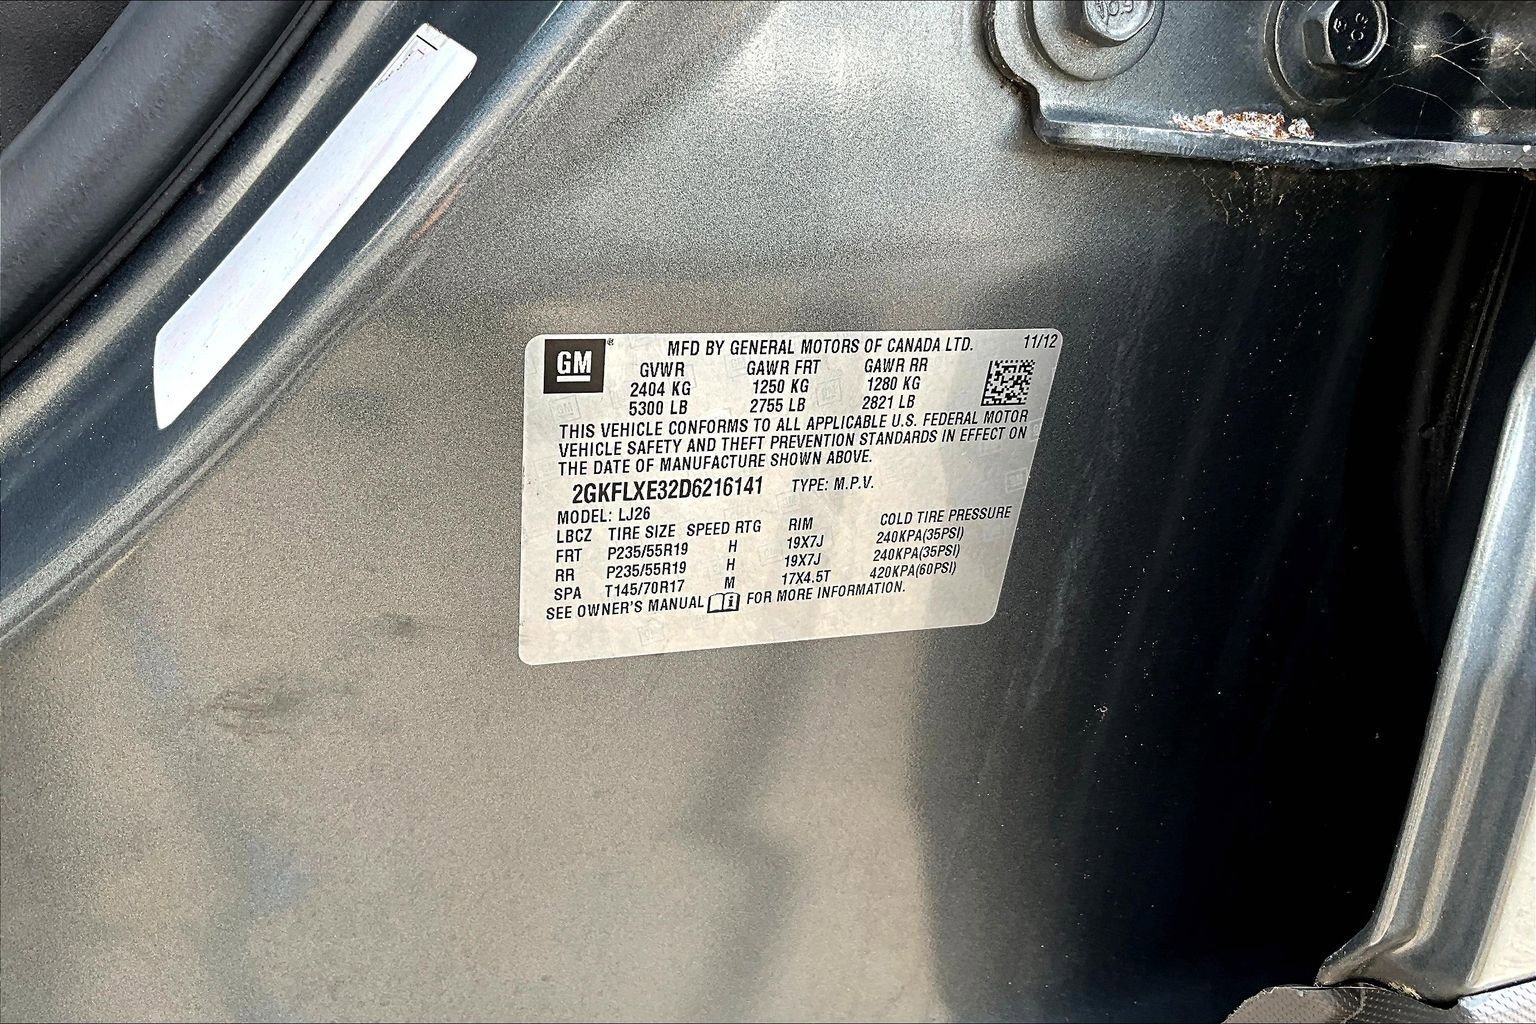 GM ® MFD BY GENERAL MOTORS OF CANADA LTD. 11/12
GVWR GAWR FRT GAWR RR
2404 KG 1250 KG 1280 KG
5300 LB 2755 LB 2821 LB
THIS VEHICLE CONFORMS TO ALL APPLICABLE U.S. FEDERAL MOTOR
VEHICLE SAFETY AND THEFT PREVENTION STANDARDS IN EFFECT ON
THE DATE OF MANUFACTURE SHOWN ABOVE.
2GKFLXE32D6216141 TYPE: M.P.V.
MODEL: LJ26
LBCZ TIRE SIZE SPEED RTG RIM COLD TIRE PRESSURE
FRT P235/55R19 H 19X7J 240KPA(35PSI)
RR P235/55R19 H 19X7J 240KPA(35PSI)
SPA T145/70R17 M 17X4.5T 420KPA(60PSI)
SEE OWNER'S MANUAL FOR MORE INFORMATION.